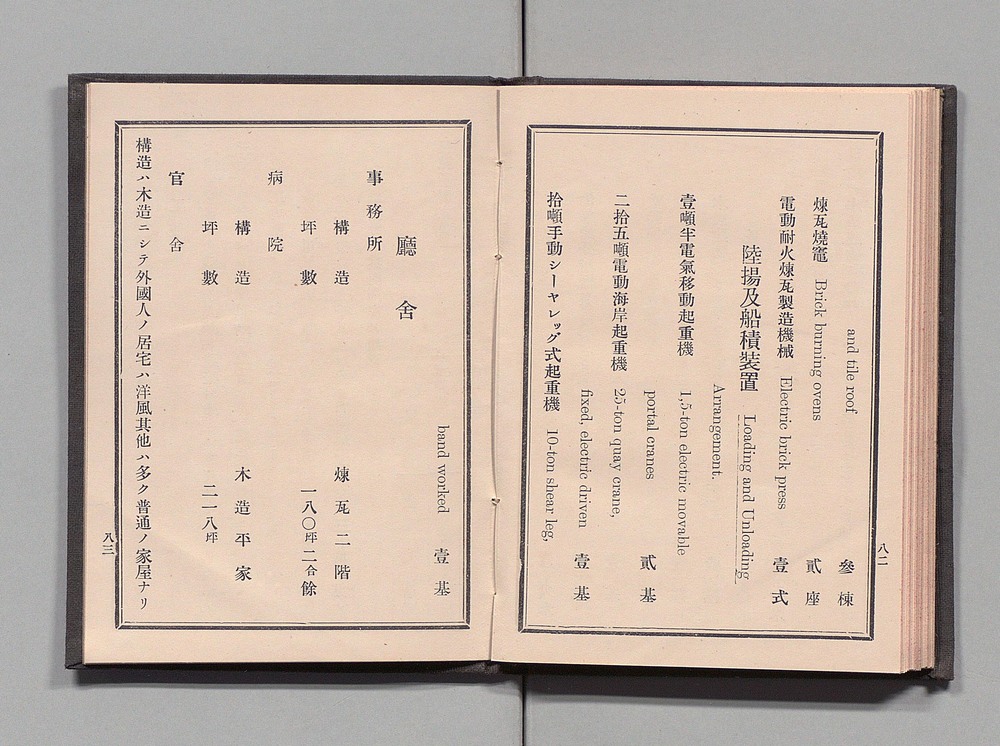 and tile roof 參棟
煉瓦燒竈 Brick burning ovens 貳座
電動耐火煉瓦製造機械 Electric brick press 壹式
陸揚及船積裝置 Loading and Unloading
Arrangement.
壹噸半電氣移動起重機 1,5-ton electric movable
portal cranes 貳基
二拾五噸電動海岸起重機 25-ton quay crane,
fixed, electric driven 壹基
拾噸手動シーヤレッグ式起重機 10-ton shear leg,
八二
band worked 壹基
廳舍
事務所
構造 煉瓦二階
坪數 一八〇坪二合餘
病院
構造 木造平家
坪數 二一八坪
官舍
構造ハ木造ニシテ外國人ノ居宅ハ洋風其他ハ多ク普通ノ家屋ナリ
八三